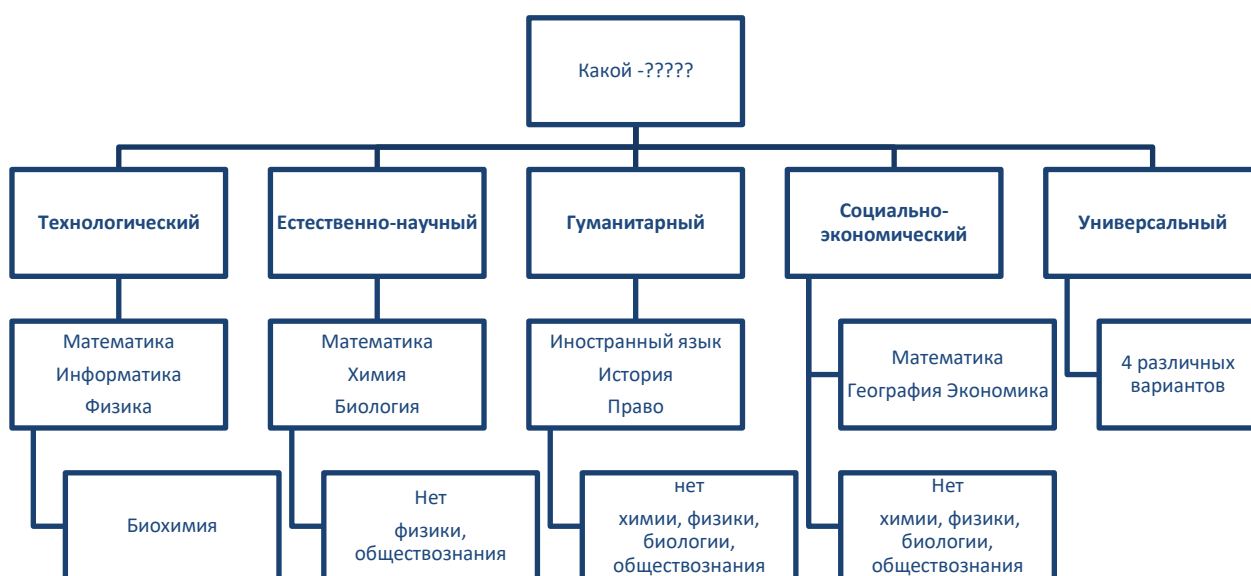 Какой -?????
Технологический
Естественно-научный
Гуманитарный
Социально-
экономический
Универсальный
Математика
Информатика
Физика
Математика
Химия
Биология
Иностранный язык
История
Право
Математика
География Экономика
4 различных
вариантов
Биохимия
Нет
физики,
обществознания
нет
химии, физики,
биологии,
обществознания
Нет
химии, физики,
биологии,
обществознания